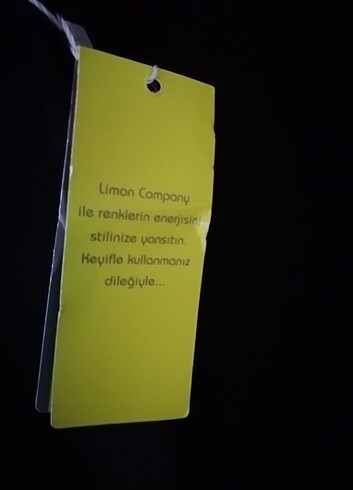 Limon Company
ile renklerin enerjisini
stilinize yansıtın.
Keyifle kullanmanız
dileğiyle...